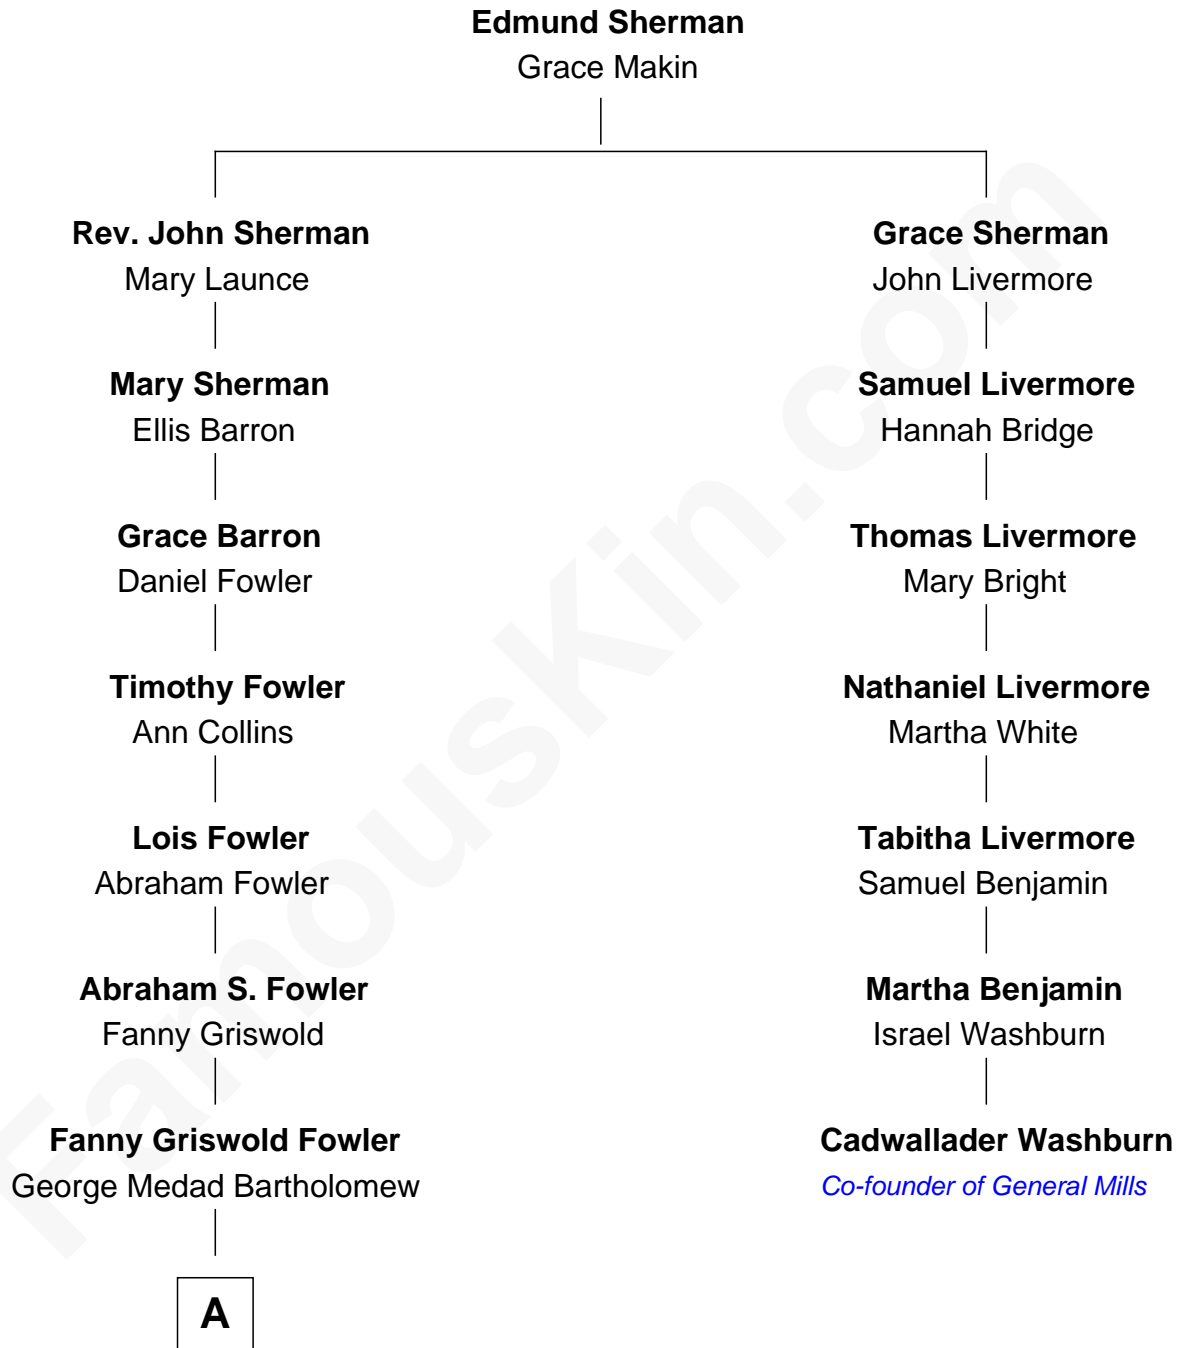 Edmund Sherman
Grace Makin
Rev. John Sherman
Mary Launce
Grace Sherman
John Livermore
Mary Sherman
Ellis Barron
Samuel Livermore
Hannah Bridge
Grace Barron
Daniel Fowler
Thomas Livermore
Mary Bright
Timothy Fowler
Ann Collins
Nathaniel Livermore
Martha White
Lois Fowler
Abraham Fowler
Tabitha Livermore
Samuel Benjamin
Abraham S. Fowler
Fanny Griswold
Martha Benjamin
Israel Washburn
Fanny Griswold Fowler
George Medad Bartholomew
Cadwallader Washburn
Co-founder of General Mills
A
FamousKin.com